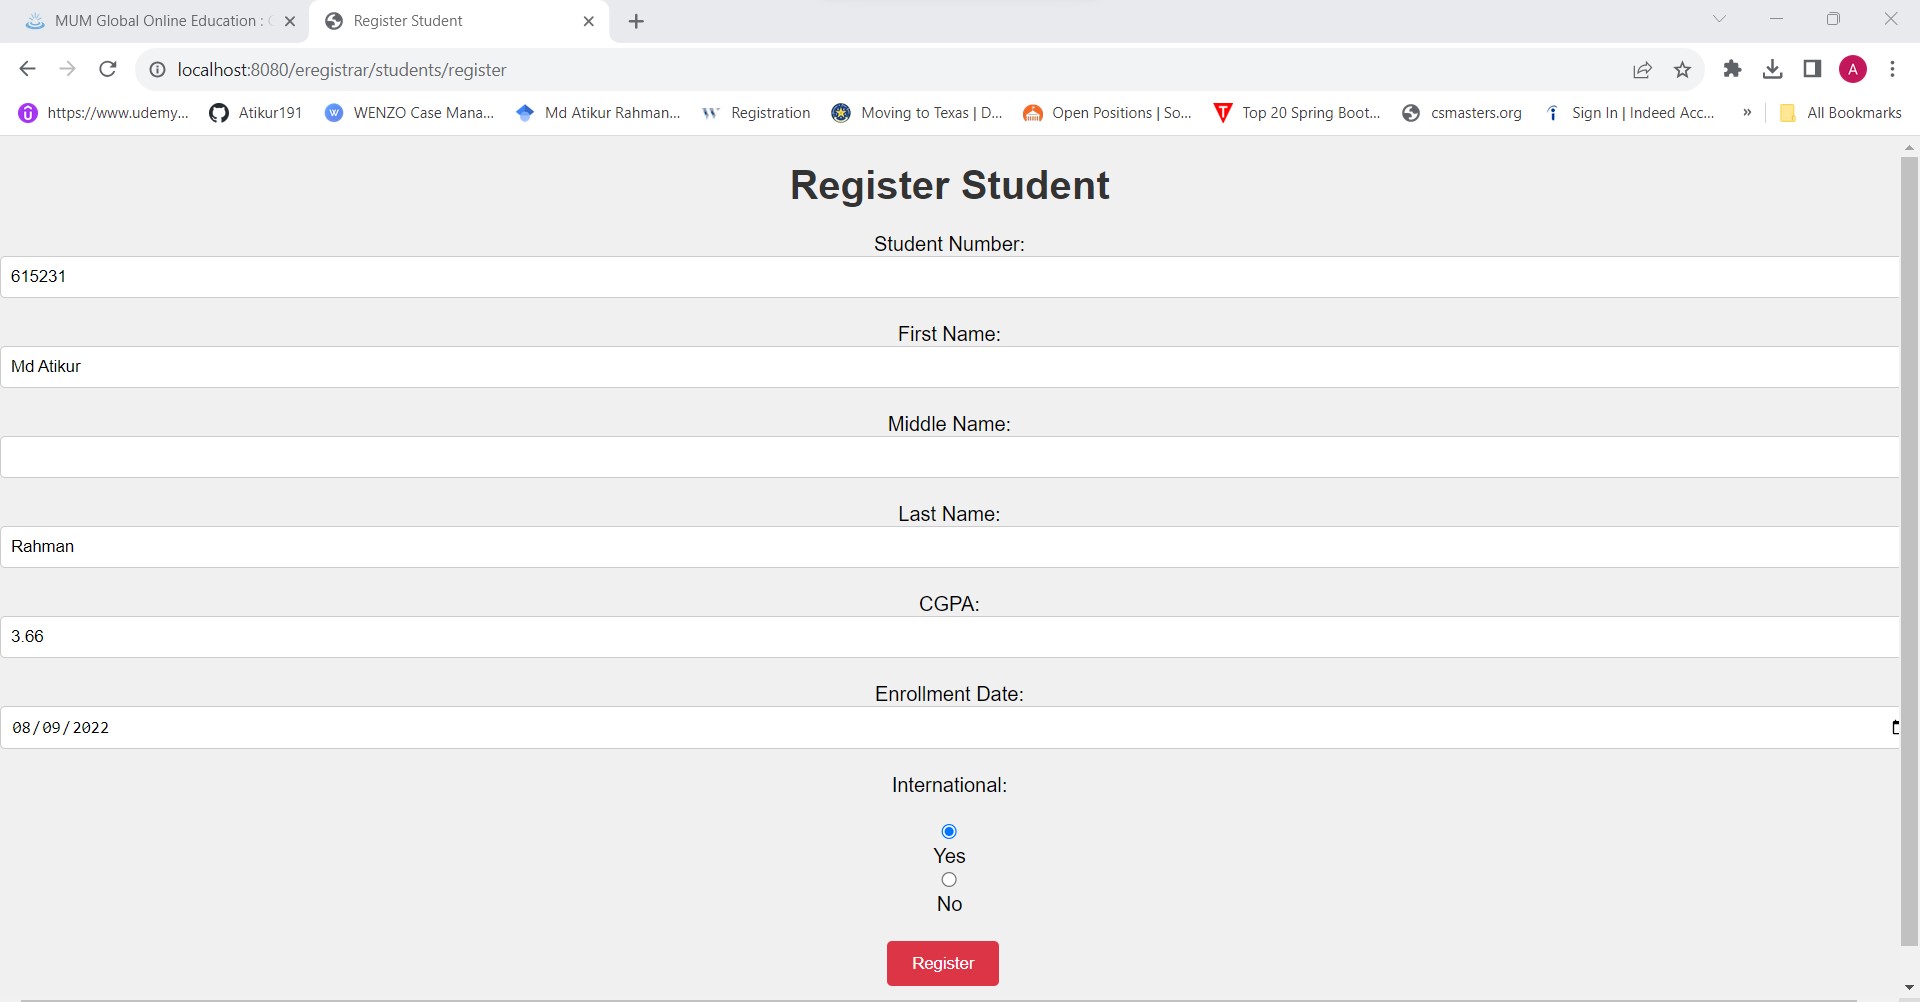 MUM Global Online Education :
Register Student
localhost:8080/eregistrar/students/register
A
https://www.udemy...
Atikur191
WENZO Case Mana...
Md Atikur Rahman...
Registration
Moving to Texas | D...
Open Positions | So...
Top 20 Spring Boot...
csmasters.org
Sign In | Indeed Acc...
»
All Bookmarks
Register Student
Student Number:
615231
First Name:
Md Atikur
Middle Name:
Last Name:
Rahman
CGPA:
3.66
Enrollment Date:
08/09/2022
International:
Yes
No
Register